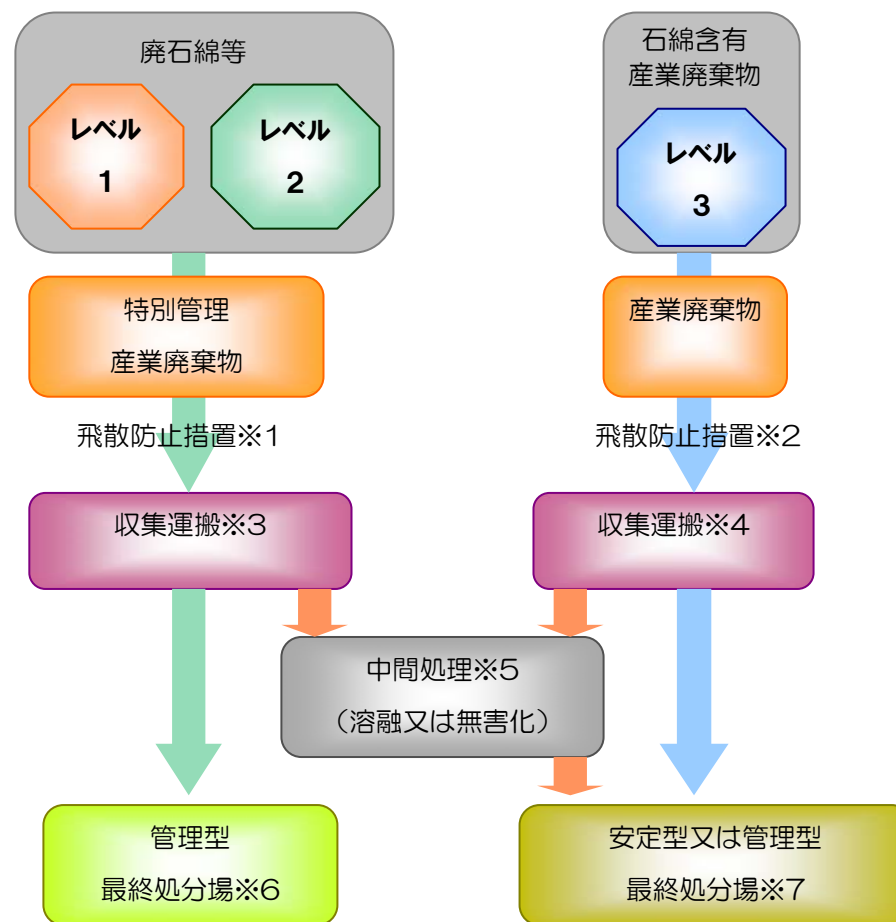 廃石綿等
レベル
1
レベル
2
石綿含有
産業廃棄物
レベル
3
特別管理
産業廃棄物
産業廃棄物
飛散防止措置※1
飛散防止措置※2
収集運搬※3
収集運搬※4
中間処理※5
（溶融又は無害化）
管理型
最終処分場※6
安定型又は管理型
最終処分場※7